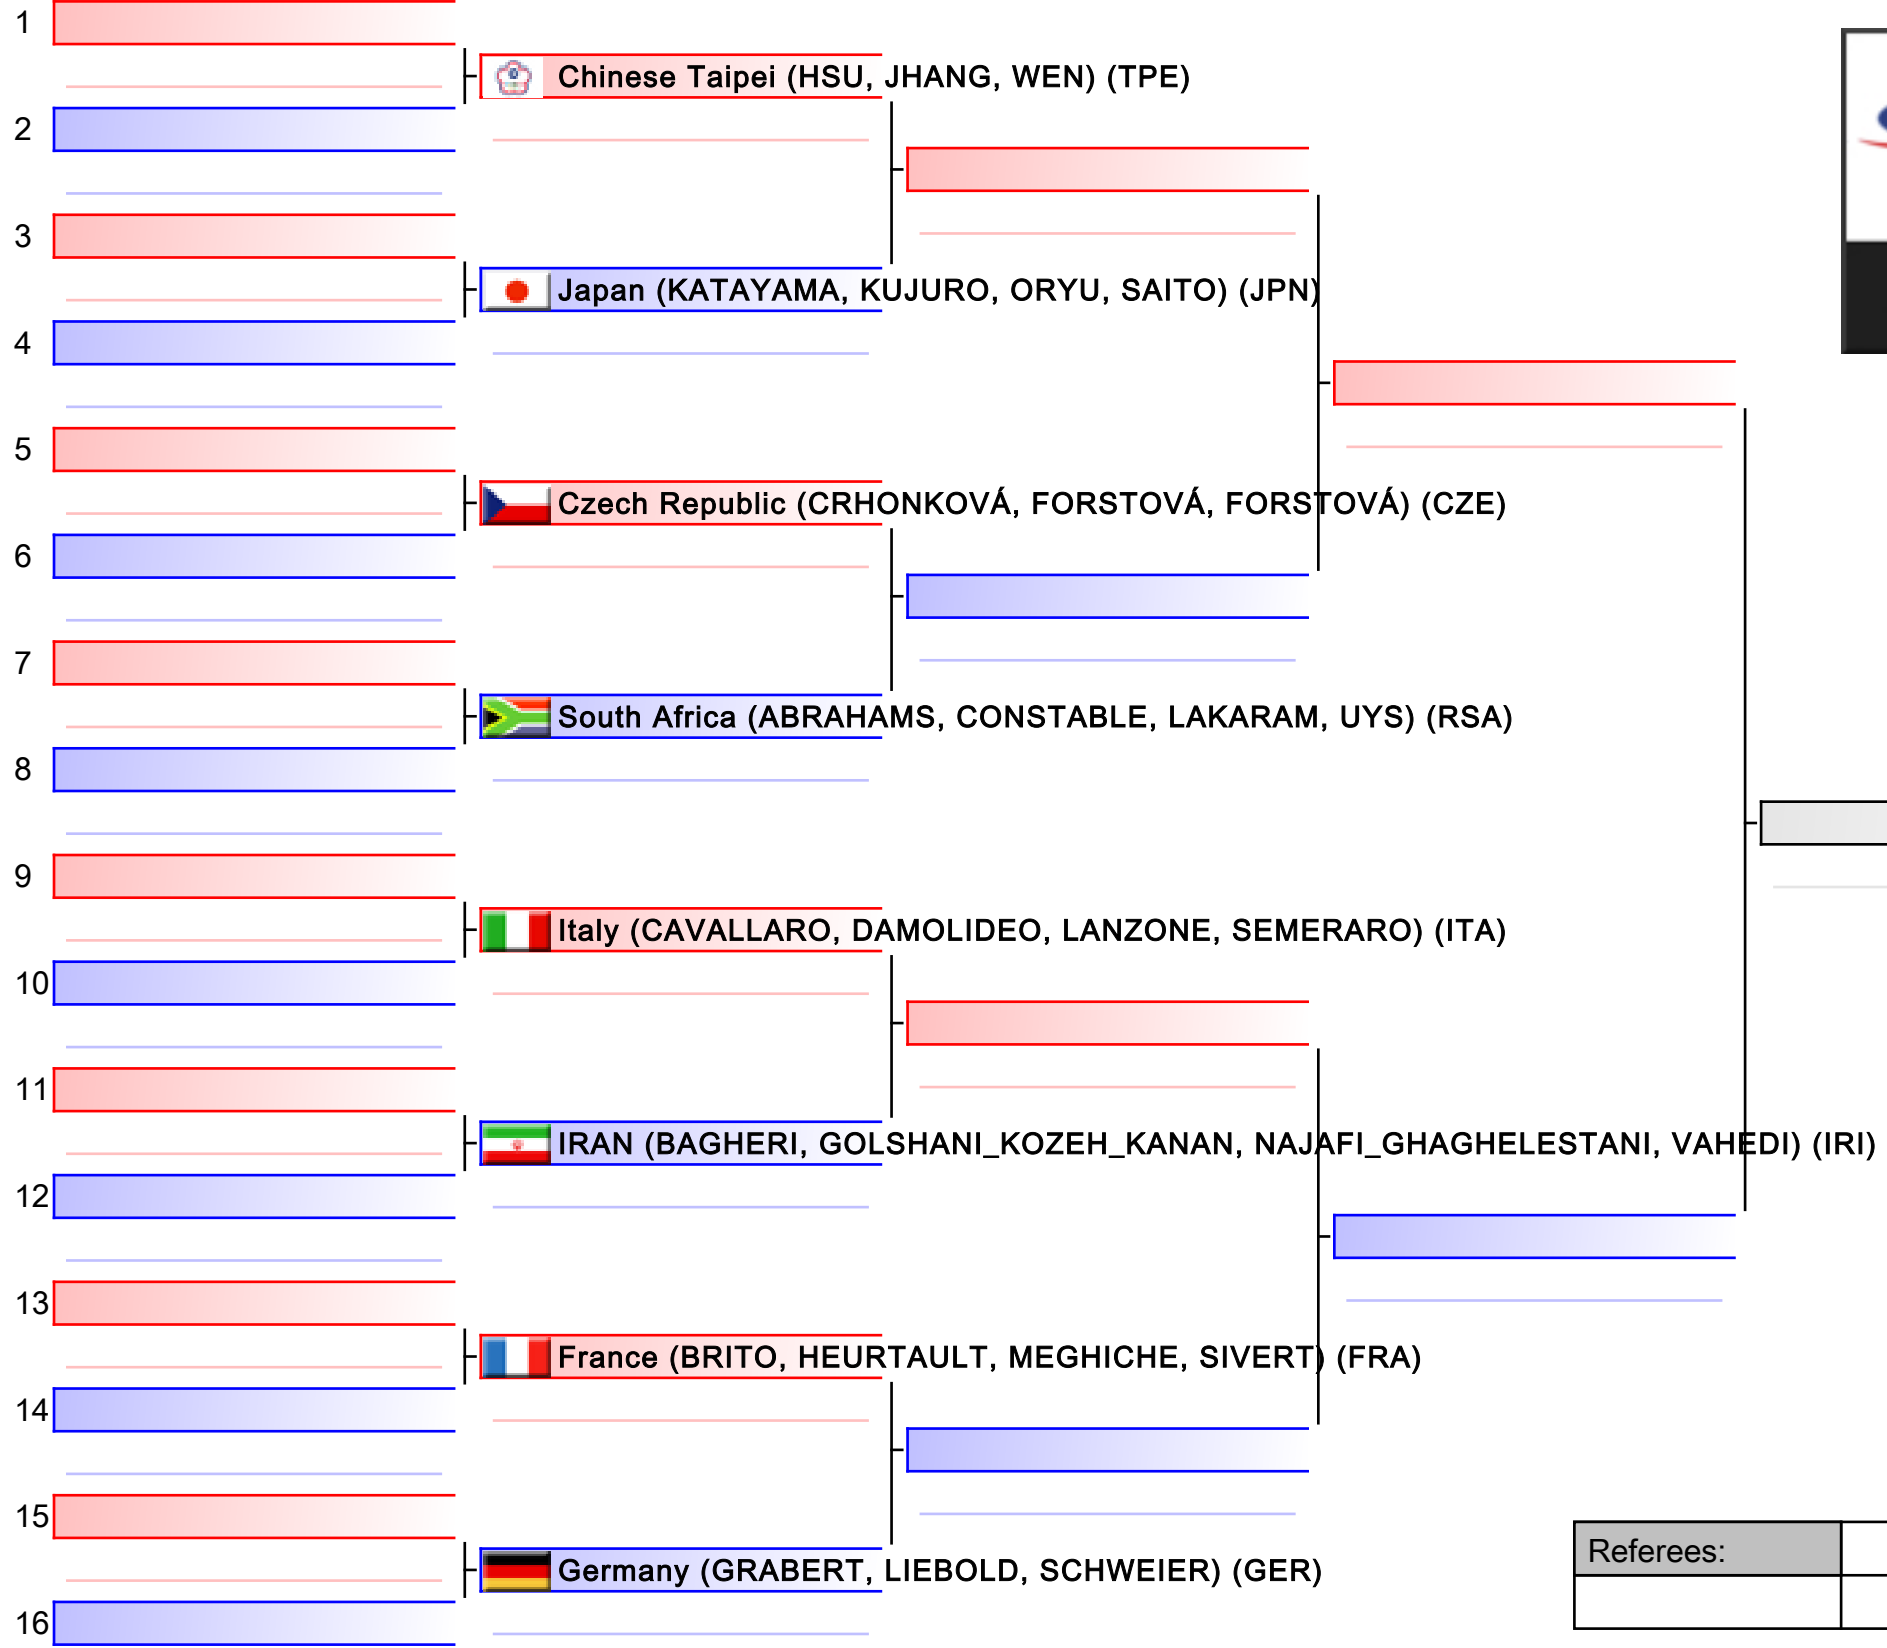 1
Chinese Taipei (HSU, JHANG, WEN) (TPE)
2
3
Japan (KATAYAMA, KUJURO, ORYU, SAITO) (JPN)
4
5
Czech Republic (CRHONKOVÁ, FORSTOVÁ, FORSTOVÁ) (CZE)
6
7
South Africa (ABRAHAMS, CONSTABLE, LAKARAM, UYS) (RSA)
8
9
Italy (CAVALLARO, DAMOLIDEO, LANZONE, SEMERARO) (ITA)
10
11
IRAN (BAGHERI, GOLSHANI_KOZEH_KANAN, NAJAFI_GHAGHELESTANI, VAHEDI) (IRI)
12
13
France (BRITO, HEURTAULT, MEGHICHE, SIVERT) (FRA)
14
15
Referees:
Germany (GRABERT, LIEBOLD, SCHWEIER) (GER)
16